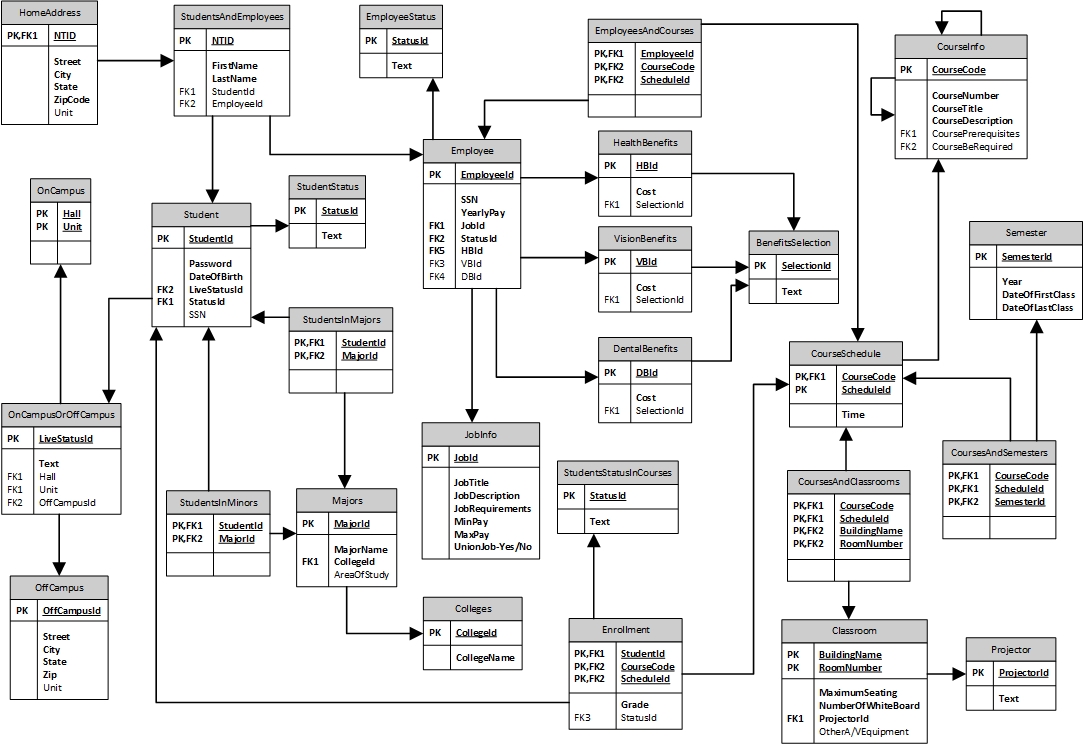 HomeAddress
PK,FK1 NTID
Street
City
State
ZipCode
Unit
StudentsAndEmployees
PK NTID
FirstName
LastName
FK1 StudentId
FK2 EmployeeId
EmployeeStatus
PK StatusId
Text
EmployeesAndCourses
PK,FK1 EmployeeId
PK,FK2 CourseCode
PK,FK2 ScheduleId
CourseInfo
PK CourseCode
CourseNumber
CourseTitle
CourseDescription
FK1 CoursePrerequisites
FK2 CourseBeRequired
OnCampus
PK Hall
PK Unit
Student
PK StudentId
Password
DateOfBirth
FK2 LiveStatusId
FK1 StatusId
SSN
StudentStatus
PK StatusId
Text
Employee
PK EmployeeId
SSN
YearlyPay
FK1 JobId
FK2 StatusId
FK5 HBId
FK3 VBId
FK4 DBId
HealthBenefits
PK HBId
Cost
FK1 SelectionId
VisionBenefits
PK VBId
Cost
FK1 SelectionId
BenefitsSelection
PK SelectionId
Text
Semester
PK SemesterId
Year
DateOfFirstClass
DateOfLastClass
StudentsInMajors
PK,FK1 StudentId
PK,FK2 MajorId
DentalBenefits
PK DBId
Cost
FK1 SelectionId
CourseSchedule
PK,FK1 CourseCode
PK ScheduleId
Time
OnCampusOrOffCampus
PK LiveStatusId
Text
FK1 Hall
FK1 Unit
FK2 OffCampusId
JobInfo
PK JobId
JobTitle
JobDescription
JobRequirements
MinPay
MaxPay
UnionJob-Yes/No
StudentsStatusInCourses
PK StatusId
Text
CoursesAndClassrooms
PK,FK1 CourseCode
PK,FK1 ScheduleId
PK,FK2 BuildingName
PK,FK2 RoomNumber
CoursesAndSemesters
PK,FK1 CourseCode
PK,FK1 ScheduleId
PK,FK2 SemesterId
StudentsInMinors
PK,FK1 StudentId
PK,FK2 MajorId
Majors
PK MajorId
MajorName
FK1 CollegeId
AreaOfStudy
OffCampus
PK OffCampusId
Street
City
State
Zip
Unit
Colleges
PK CollegeId
CollegeName
Enrollment
PK,FK1 StudentId
PK,FK2 CourseCode
PK,FK2 ScheduleId
Grade
FK3 StatusId
Classroom
PK BuildingName
PK RoomNumber
MaximumSeating
NumberOfWhiteBoard
FK1 ProjectorId
OtherA/VEquipment
Projector
PK ProjectorId
Text